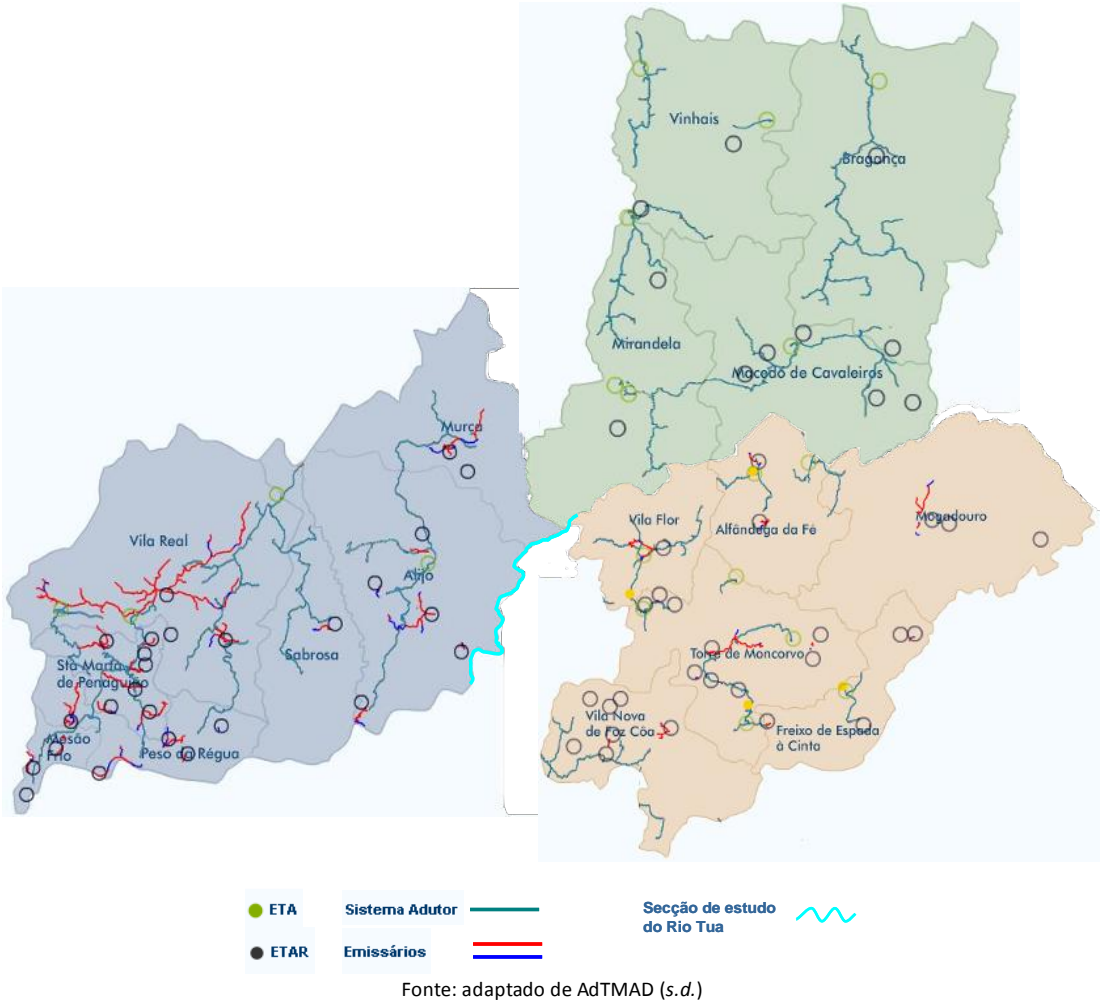 Vinhais
Bragança
Mirandela
Macedo de Cavaleiros
Murça
Vila Real
Alijó
Sabrosa
Sta Marta
de Penaguião
Mesão
Frio
Peso da Régua
Vila Flor
Alfândega da Fé
Mogadouro
Torre de Moncorvo
Vila Nova
de Foz Côa
Freixo de Espada
à Cinta
ETA
Sistema Adutor
Secção de estudo
do Rio Tua
ETAR
Emissários
Fonte: adaptado de AdTMAD (s.d.)